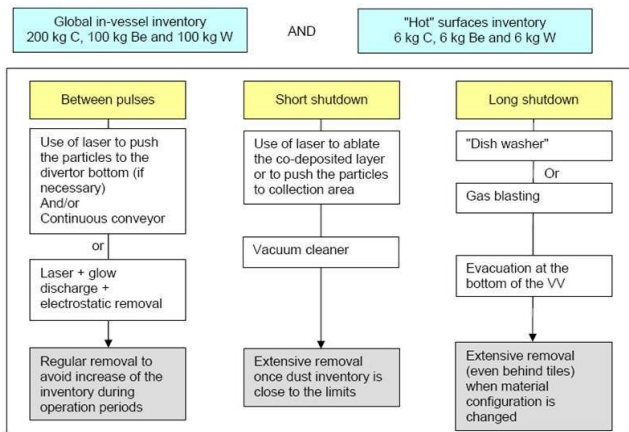 Global in-vessel inventory
200 kg C, 100 kg Be and 100 kg W
AND
"Hot" surfaces inventory
6 kg C, 6 kg Be and 6 kg W
Between pulses
Use of laser to push
the particles to the
divertor bottom (if
necessary)
And/or
Continuous conveyor
or
Laser + glow
discharge +
electrostatic removal
Regular removal to
avoid increase of the
inventory during
operation periods
Short shutdown
Use of laser to ablate
the co-deposited layer
or to push the particles
to collection area
Vacuum cleaner
Extensive removal
once dust inventory is
close to the limits
Long shutdown
"Dish washer"
Or
Gas blasting
Evacuation at the
bottom of the VV
Extensive removal
(even behind tiles)
when material
configuration is
changed